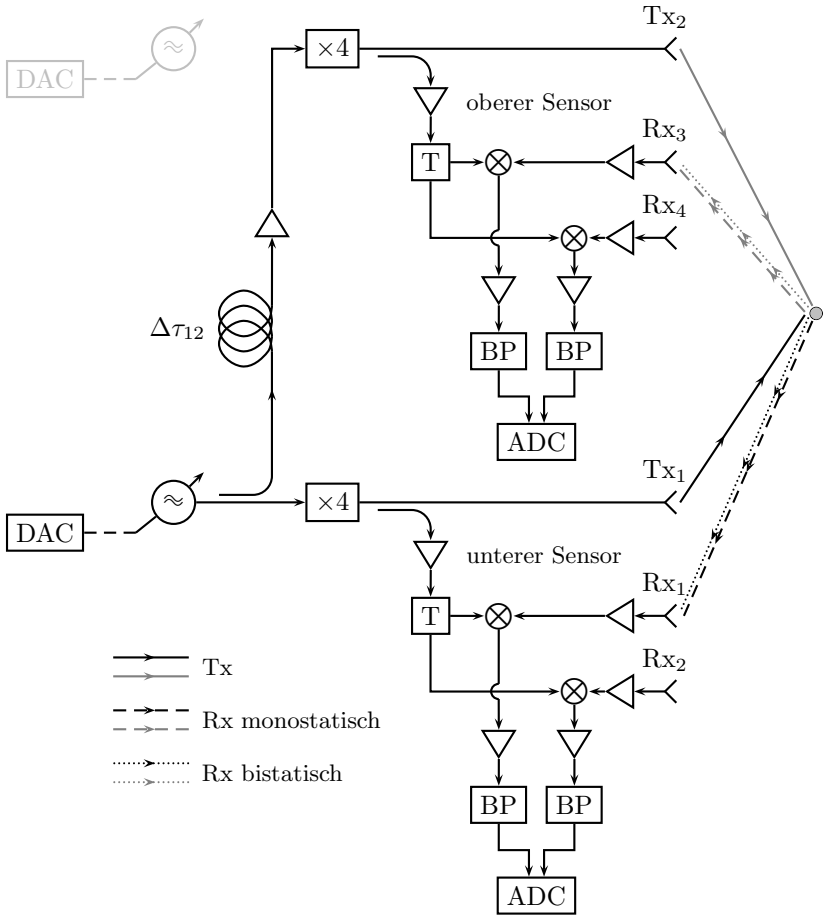 Tx₂
DAC
≈
×4
oberer Sensor
Rx₃
T
Rx₄
Δτ₁₂
BP
BP
ADC
Tx₁
≈
×4
DAC
unterer Sensor
Rx₁
T
Rx₂
Tx
Rx monostatisch
Rx bistatisch
BP
BP
ADC